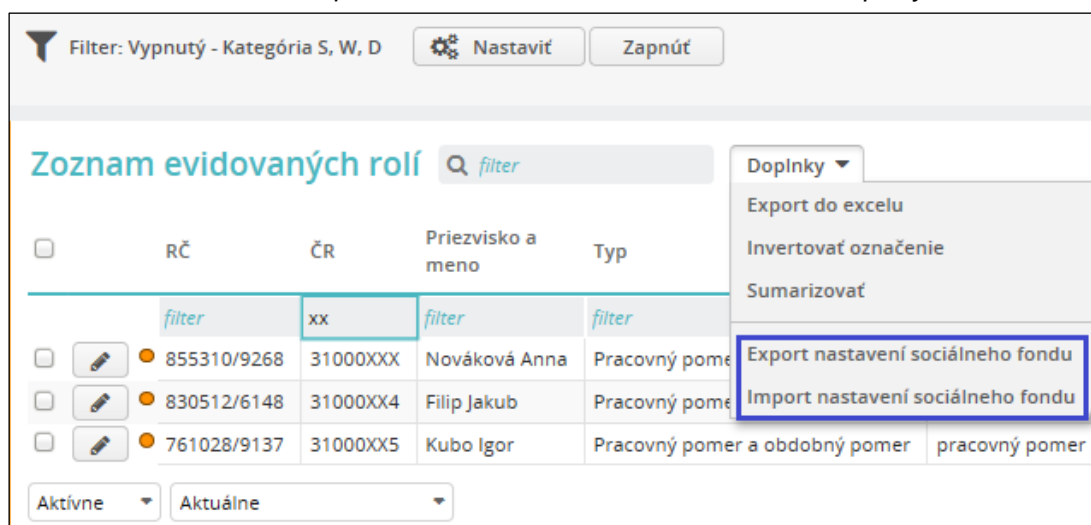 Filter: Vypnutý - Kategória S, W, D Nastaviť Zapnúť
Zoznam evidovaných rolí filter Doplnky
Export do excelu
Invertovať označenie
Sumarizovať
Export nastavení sociálneho fondu
Import nastavení sociálneho fondu
RČ ČR Priezvisko a meno Typ
filter xx filter filter
855310/9268 31000XXX Nováková Anna Pracovný pome
830512/6148 31000XX4 Filip Jakub Pracovný pome
761028/9137 31000XX5 Kubo Igor Pracovný pomer a obdobný pomer pracovný pomer
Aktívne Aktuálne